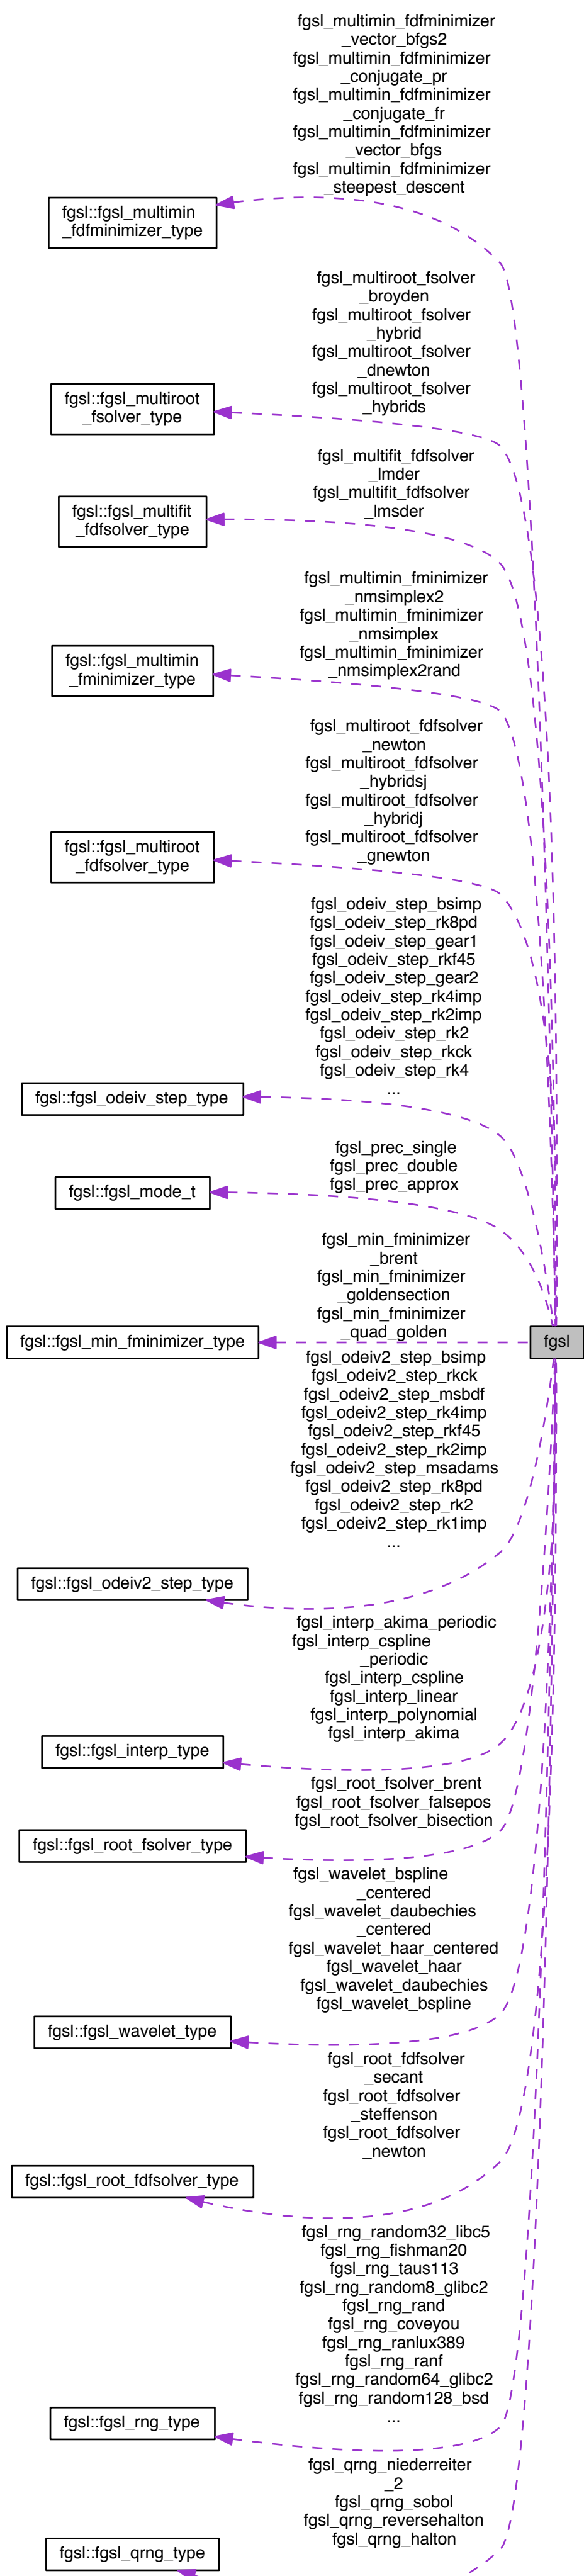 fgsl_multimin_fdfminimizer
_vector_bfgs2
fgsl_multimin_fdfminimizer
_conjugate_pr
fgsl_multimin_fdfminimizer
_conjugate_fr
fgsl_multimin_fdfminimizer
_vector_bfgs
fgsl_multimin_fdfminimizer
_steepest_descent
fgsl::fgsl_multimin
_fdfminimizer_type
fgsl_multiroot_fsolver
_broyden
fgsl_multiroot_fsolver
_hybrid
fgsl_multiroot_fsolver
_dnewton
fgsl_multiroot_fsolver
_hybrids
fgsl::fgsl_multiroot
_fsolver_type
fgsl_multifit_fdfsolver
_lmder
fgsl_multifit_fdfsolver
_lmsder
fgsl::fgsl_multifit
_fdfsolver_type
fgsl_multimin_fminimizer
_nmsimplex2
fgsl_multimin_fminimizer
_nmsimplex
fgsl_multimin_fminimizer
_nmsimplex2rand
fgsl::fgsl_multimin
_fminimizer_type
fgsl_multiroot_fdfsolver
_newton
fgsl_multiroot_fdfsolver
_hybridsj
fgsl_multiroot_fdfsolver
_hybridj
fgsl_multiroot_fdfsolver
_gnewton
fgsl::fgsl_multiroot
_fdfsolver_type
fgsl_odeiv_step_bsimp
fgsl_odeiv_step_rk8pd
fgsl_odeiv_step_gear1
fgsl_odeiv_step_rkf45
fgsl_odeiv_step_gear2
fgsl_odeiv_step_rk4imp
fgsl_odeiv_step_rk2imp
fgsl_odeiv_step_rk2
fgsl_odeiv_step_rkck
fgsl_odeiv_step_rk4
...
fgsl::fgsl_odeiv_step_type
fgsl_prec_single
fgsl_prec_double
fgsl_prec_approx
fgsl::fgsl_mode_t
fgsl_min_fminimizer
_brent
fgsl_min_fminimizer
_goldensection
fgsl_min_fminimizer
_quad_golden
fgsl::fgsl_min_fminimizer_type
fgsl
fgsl_odeiv2_step_bsimp
fgsl_odeiv2_step_rkck
fgsl_odeiv2_step_msbdf
fgsl_odeiv2_step_rk4imp
fgsl_odeiv2_step_rkf45
fgsl_odeiv2_step_rk2imp
fgsl_odeiv2_step_msadams
fgsl_odeiv2_step_rk8pd
fgsl_odeiv2_step_rk2
fgsl_odeiv2_step_rk1imp
...
fgsl::fgsl_odeiv2_step_type
fgsl_interp_akima_periodic
fgsl_interp_cspline
_periodic
fgsl_interp_cspline
fgsl_interp_linear
fgsl_interp_polynomial
fgsl_interp_akima
fgsl::fgsl_interp_type
fgsl_root_fsolver_brent
fgsl_root_fsolver_falsepos
fgsl_root_fsolver_bisection
fgsl::fgsl_root_fsolver_type
fgsl_wavelet_bspline
_centered
fgsl_wavelet_daubechies
_centered
fgsl_wavelet_haar_centered
fgsl_wavelet_haar
fgsl_wavelet_daubechies
fgsl_wavelet_bspline
fgsl::fgsl_wavelet_type
fgsl_root_fdfsolver
_secant
fgsl_root_fdfsolver
_steffenson
fgsl_root_fdfsolver
_newton
fgsl::fgsl_root_fdfsolver_type
fgsl_rng_random32_libc5
fgsl_rng_fishman20
fgsl_rng_taus113
fgsl_rng_random8_glibc2
fgsl_rng_rand
fgsl_rng_coveyou
fgsl_rng_ranlux389
fgsl_rng_ranf
fgsl_rng_random64_glibc2
fgsl_rng_random128_bsd
...
fgsl::fgsl_rng_type
fgsl_qrng_niederreiter
_2
fgsl_qrng_sobol
fgsl_qrng_reversehalton
fgsl_qrng_halton
fgsl::fgsl_qrng_type